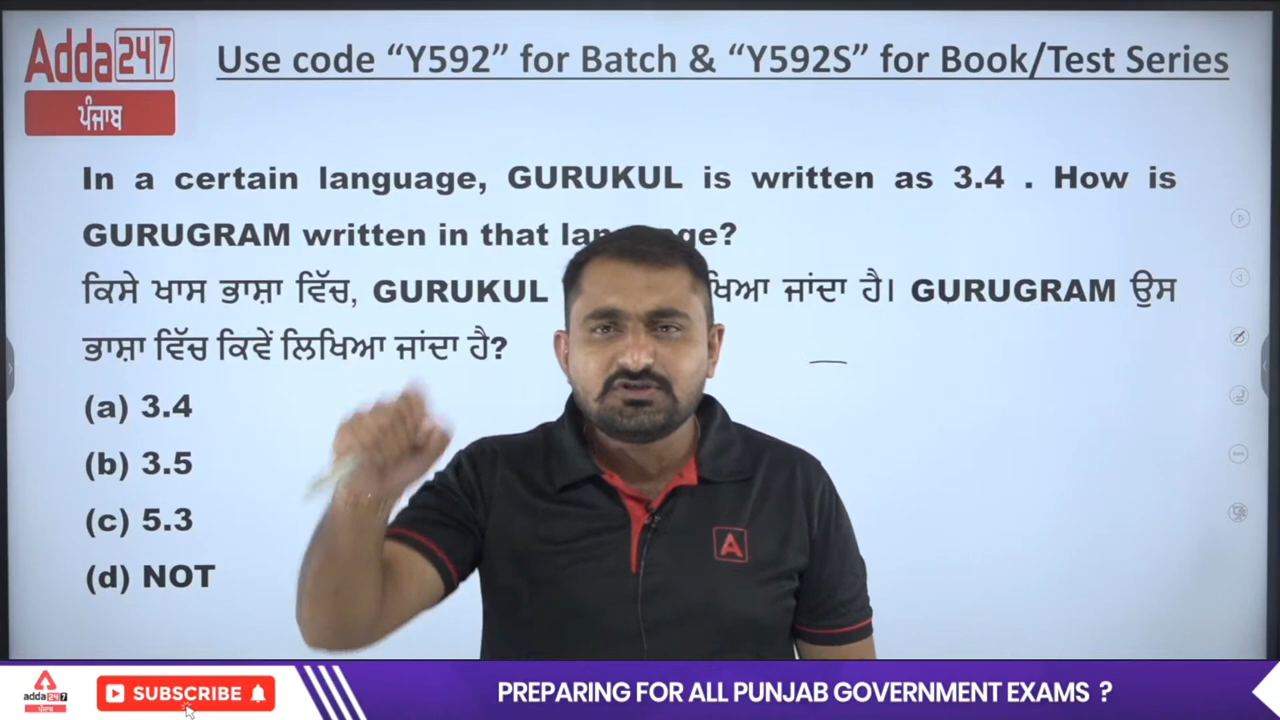 Adda247
ਪੰਜਾਬ
Use code “Y592” for Batch & “Y592S” for Book/Test Series
In a certain language, GURUKUL is written as 3.4 . How is
GURUGRAM written in that language?
ਕਿਸੇ ਖਾਸ ਭਾਸ਼ਾ ਵਿੱਚ, GURUKUL ਜਾਂਦਾ ਹੈ। GURUGRAM ਉਸ
ਭਾਸ਼ਾ ਵਿੱਚ ਕਿਵੇਂ ਲਿਖਿਆ ਜਾਂਦਾ ਹੈ?
(a) 3.4
(b) 3.5
(c) 5.3
(d) NOT
A
adda247
ਪੰਜਾਬ
SUBSCRIBE
PREPARING FOR ALL PUNJAB GOVERNMENT EXAMS ?